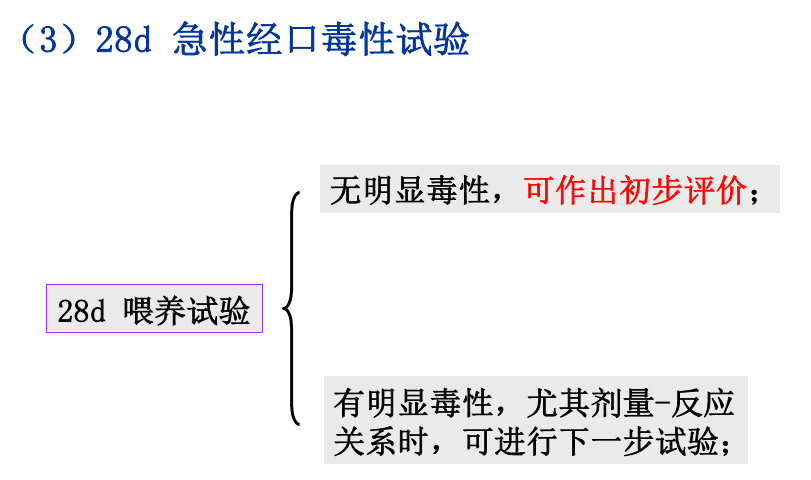 （3）28d 急性经口毒性试验
无明显毒性，可作出初步评价；
28d 喂养试验
有明显毒性，尤其剂量-反应
关系时，可进行下一步试验；